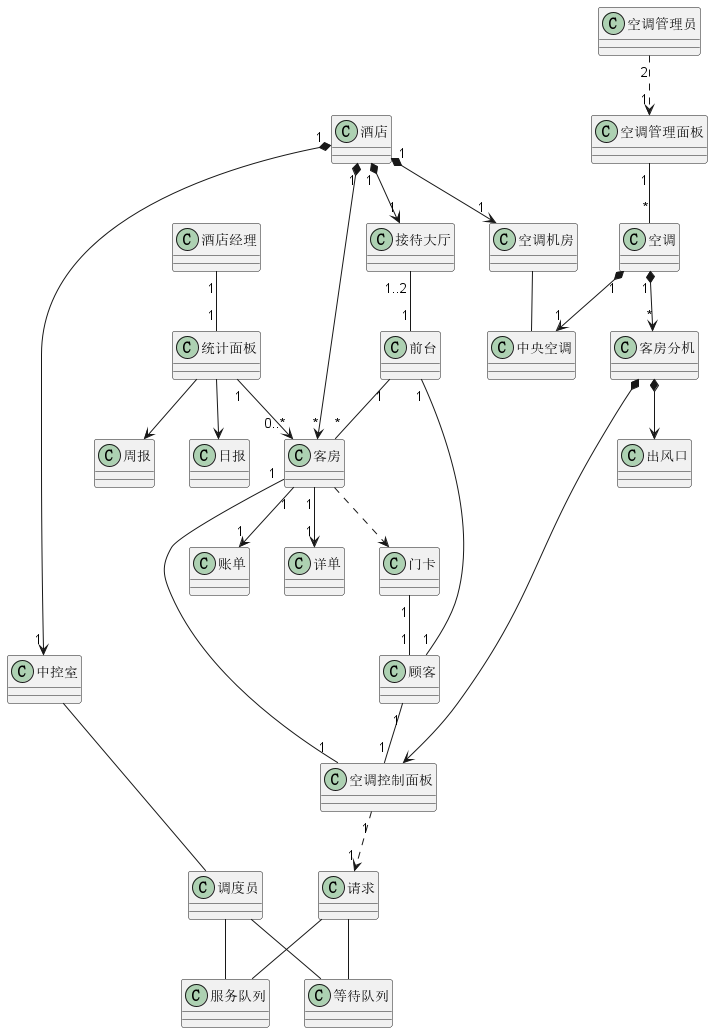 C 空调管理员
2
1
C 酒店
C 空调管理面板
1
1
1
1
1
*
1
1
C 酒店经理
C 接待大厅
C 空调机房
C 空调
1
1..2
1
1
1
1
1
*
C 统计面板
C 前台
C 中央空调
C 客房分机
1
1
1
0..*
*
*
C 周报
C 日报
C 客房
C 出风口
1
1
1
1
1
C 账单
C 详单
C 门卡
1
1
1
1
C 中控室
C 顾客
1
1
1
C 空调控制面板
1
1
C 调度员
C 请求
C 服务队列
C 等待队列